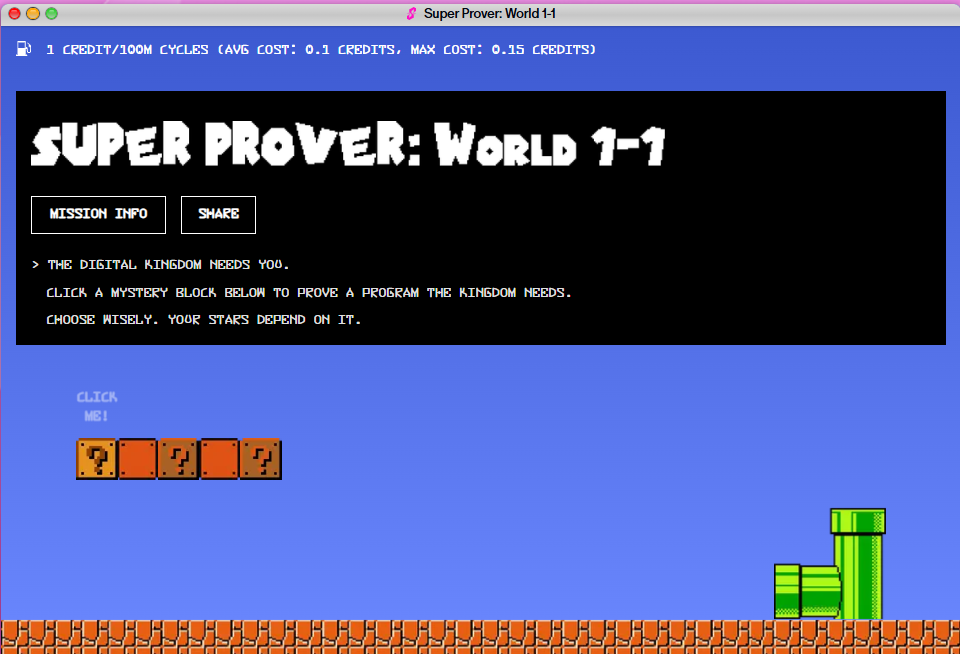 Super Prover: World 1-1
1 CREDIT/100M CYCLES (AVG COST: 0.1 CREDITS, MAX COST: 0.15 CREDITS)
SUPER PROVER: WORLD 1-1
MISSION INFO SHARE
> THE DIGITAL KINGDOM NEEDS YOU.
CLICK A MYSTERY BLOCK BELOW TO PROVE A PROGRAM THE KINGDOM NEEDS.
CHOOSE WISELY. YOUR STARS DEPEND ON IT.
CLICK
ME!
? ? ?